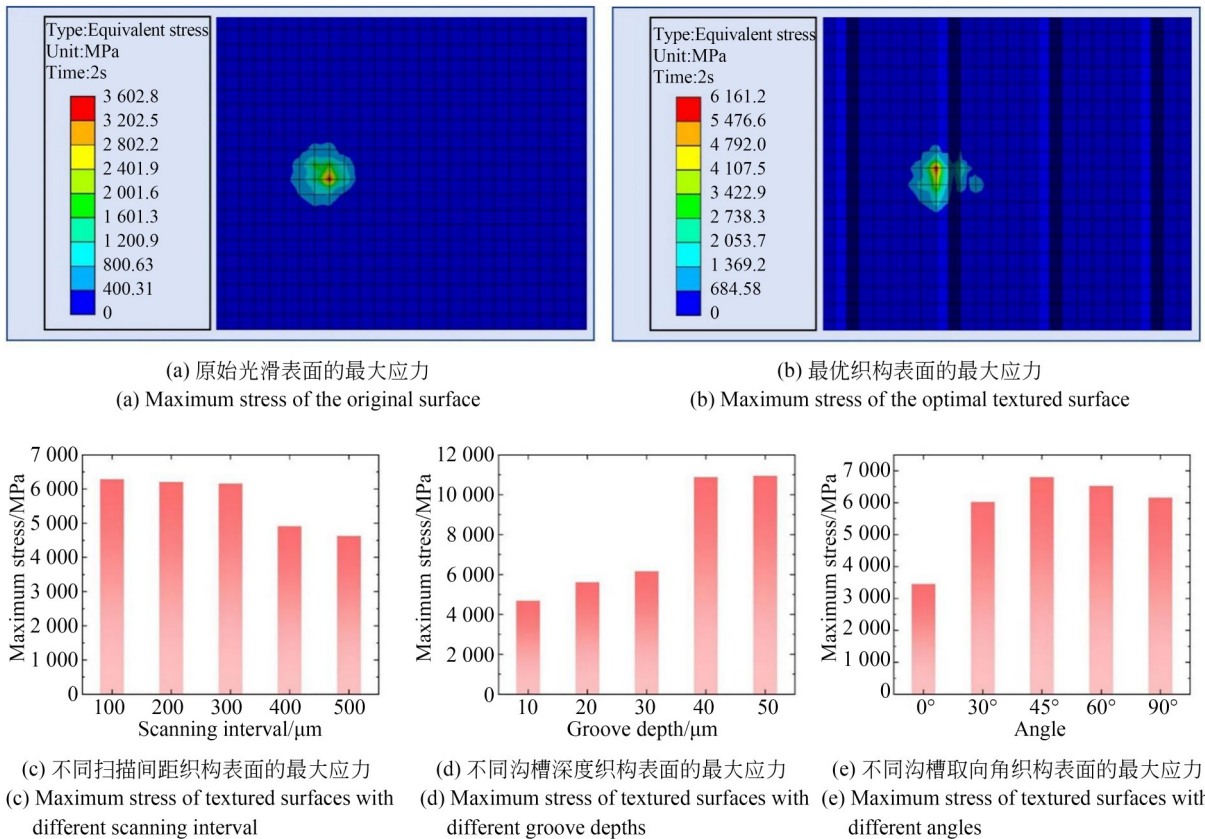 Type:Equivalent stress
Unit:MPa
Time:2s
3 602.8
3 202.5
2 802.2
2 401.9
2 001.6
1 601.3
1 200.9
800.63
400.31
0
Type:Equivalent stress
Unit:MPa
Time:2s
6 161.2
5 476.6
4 792.0
4 107.5
3 422.9
2 738.3
2 053.7
1 369.2
684.58
0
(a) 原始光滑表面的最大应力
(a) Maximum stress of the original surface
(b) 最优织构表面的最大应力
(b) Maximum stress of the optimal textured surface
Maximum stress/MPa
7 000
6 000
5 000
4 000
3 000
2 000
1 000
0
100 200 300 400 500
Scanning interval/μm
Maximum stress/MPa
12 000
10 000
8 000
6 000
4 000
2 000
0
10 20 30 40 50
Groove depth/μm
Maximum stress/MPa
7 000
6 000
5 000
4 000
3 000
2 000
1 000
0
0° 30° 45° 60° 90°
Angle
(c) 不同扫描间距织构表面的最大应力
(c) Maximum stress of textured surfaces with
different scanning interval
(d) 不同沟槽深度织构表面的最大应力
(d) Maximum stress of textured surfaces with
different groove depths
(e) 不同沟槽取向角织构表面的最大应力
(e) Maximum stress of textured surfaces with
different angles